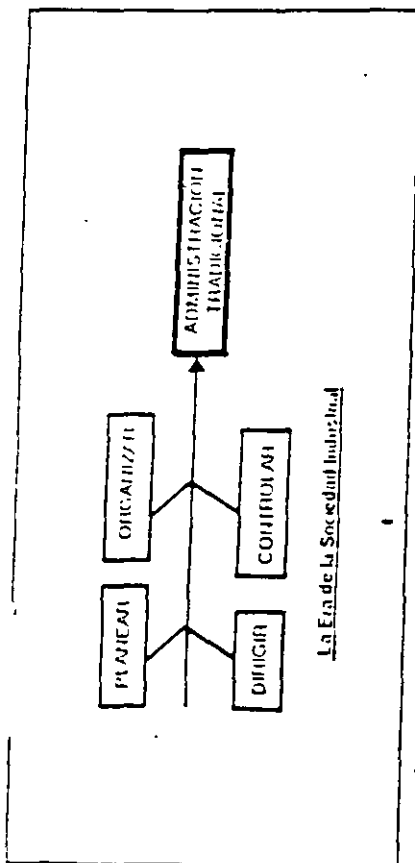 PLANEAR
ORGANIZAR
ADMINISTRACION
TRADICIONAL
DIRIGIR
CONTROLAR
La Era de la Sociedad Industrial